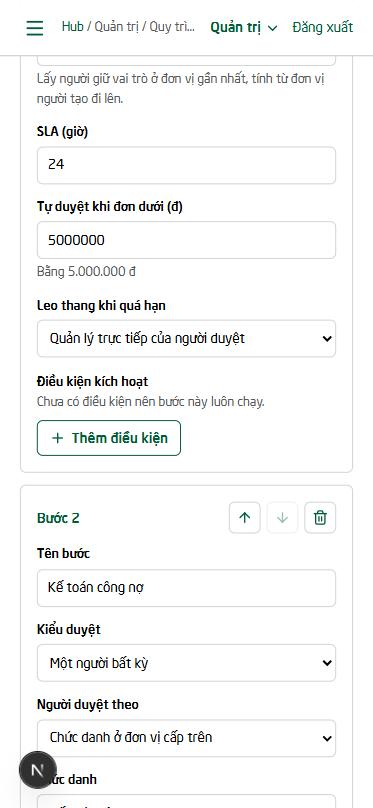 Hub / Quản trị / Quy trì... Quản trị Đăng xuất
Lấy người giữ vai trò ở đơn vị gần nhất, tính từ đơn vị
người tạo đi lên.
SLA (giờ)
24
Tự duyệt khi đơn dưới (đ)
5000000
Bằng 5.000.000 đ
Leo thang khi quá hạn
Quản lý trực tiếp của người duyệt
Điều kiện kích hoạt
Chưa có điều kiện nên bước này luôn chạy.
+ Thêm điều kiện
Bước 2
Tên bước
Kế toán công nợ
Kiểu duyệt
Một người bất kỳ
Người duyệt theo
Chức danh ở đơn vị cấp trên
N
danh